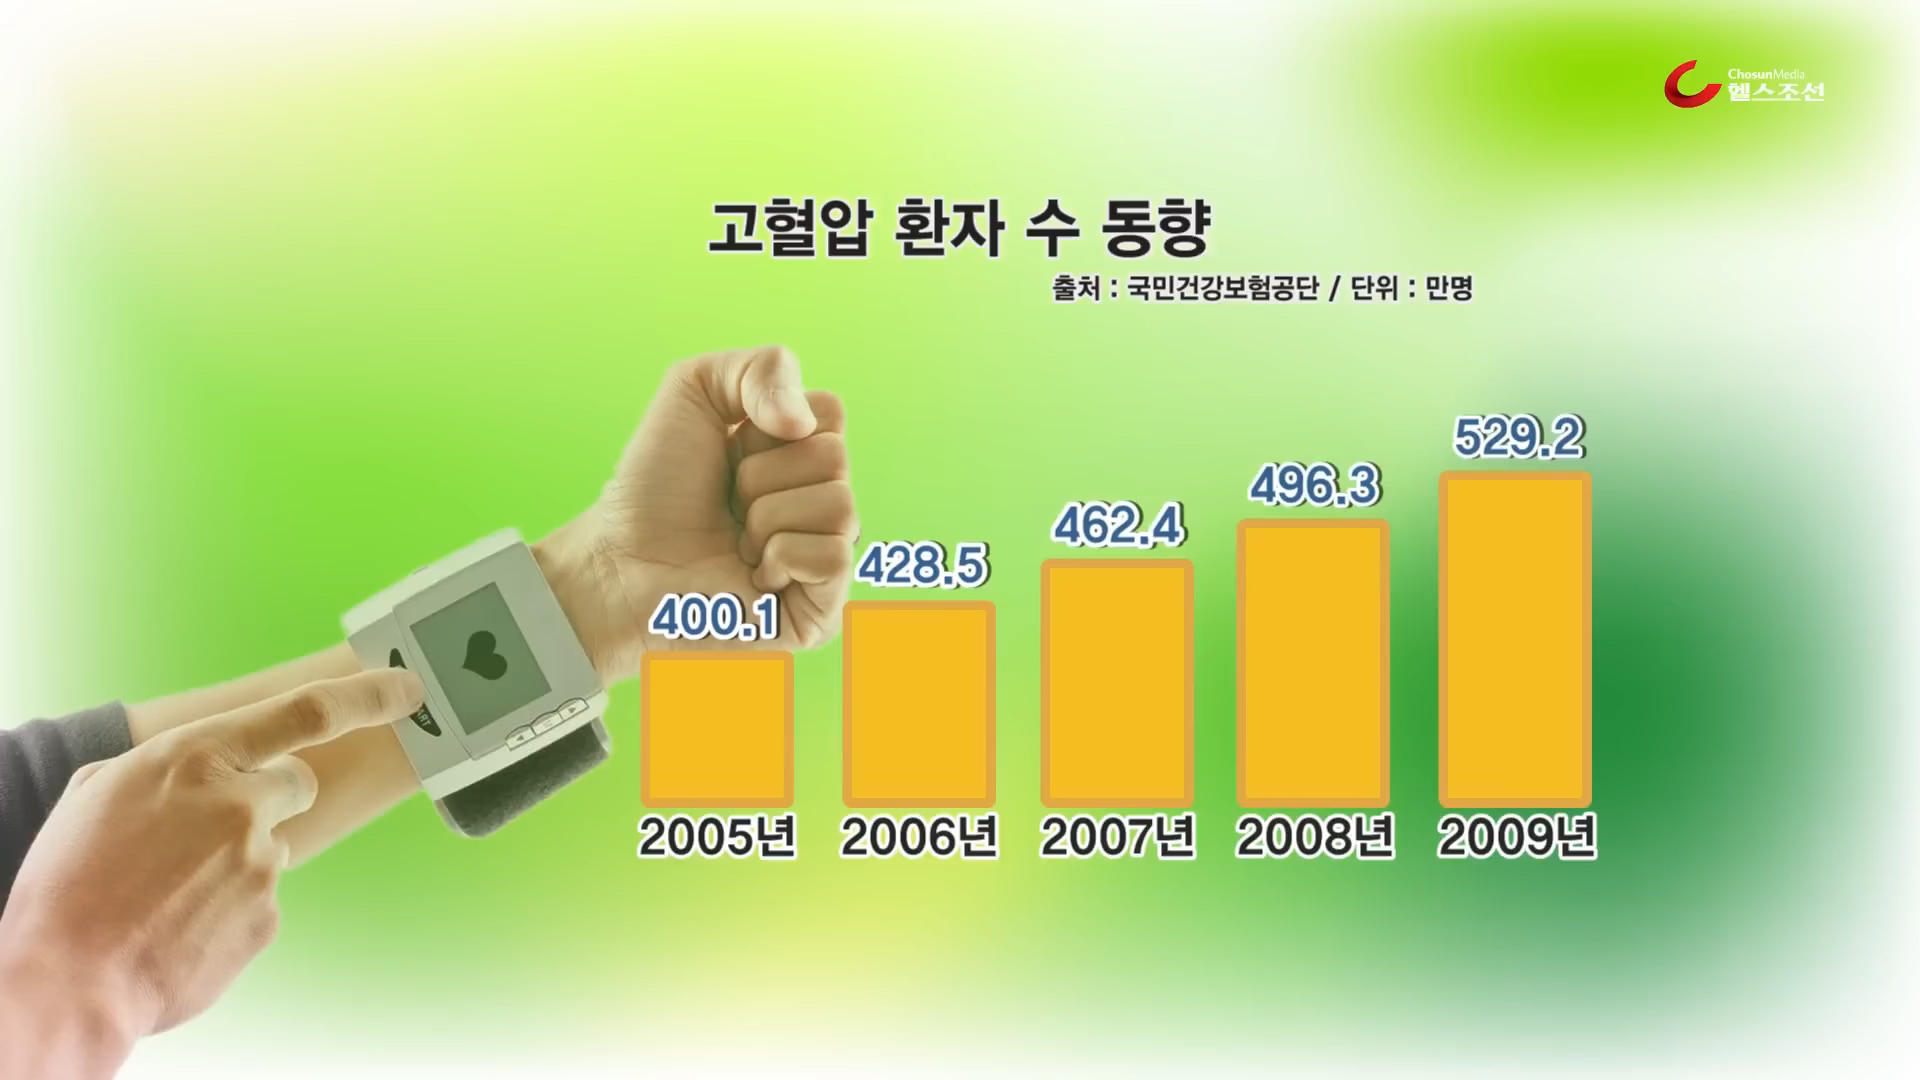 ChosunMedia
헬스조선
고혈압 환자 수 동향
출처 : 국민건강보험공단 / 단위 : 만명
400.1
428.5
462.4
496.3
529.2
2005년
2006년
2007년
2008년
2009년